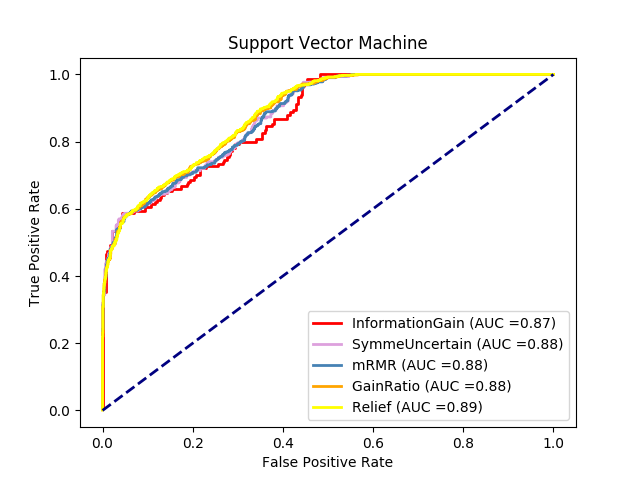 Support Vector Machine
True Positive Rate
1.0
0.8
0.6
0.4
0.2
0.0
InformationGain (AUC =0.87)
SymmeUncertain (AUC =0.88)
mRMR (AUC =0.88)
GainRatio (AUC =0.88)
Relief (AUC =0.89)
0.0 0.2 0.4 0.6 0.8 1.0
False Positive Rate